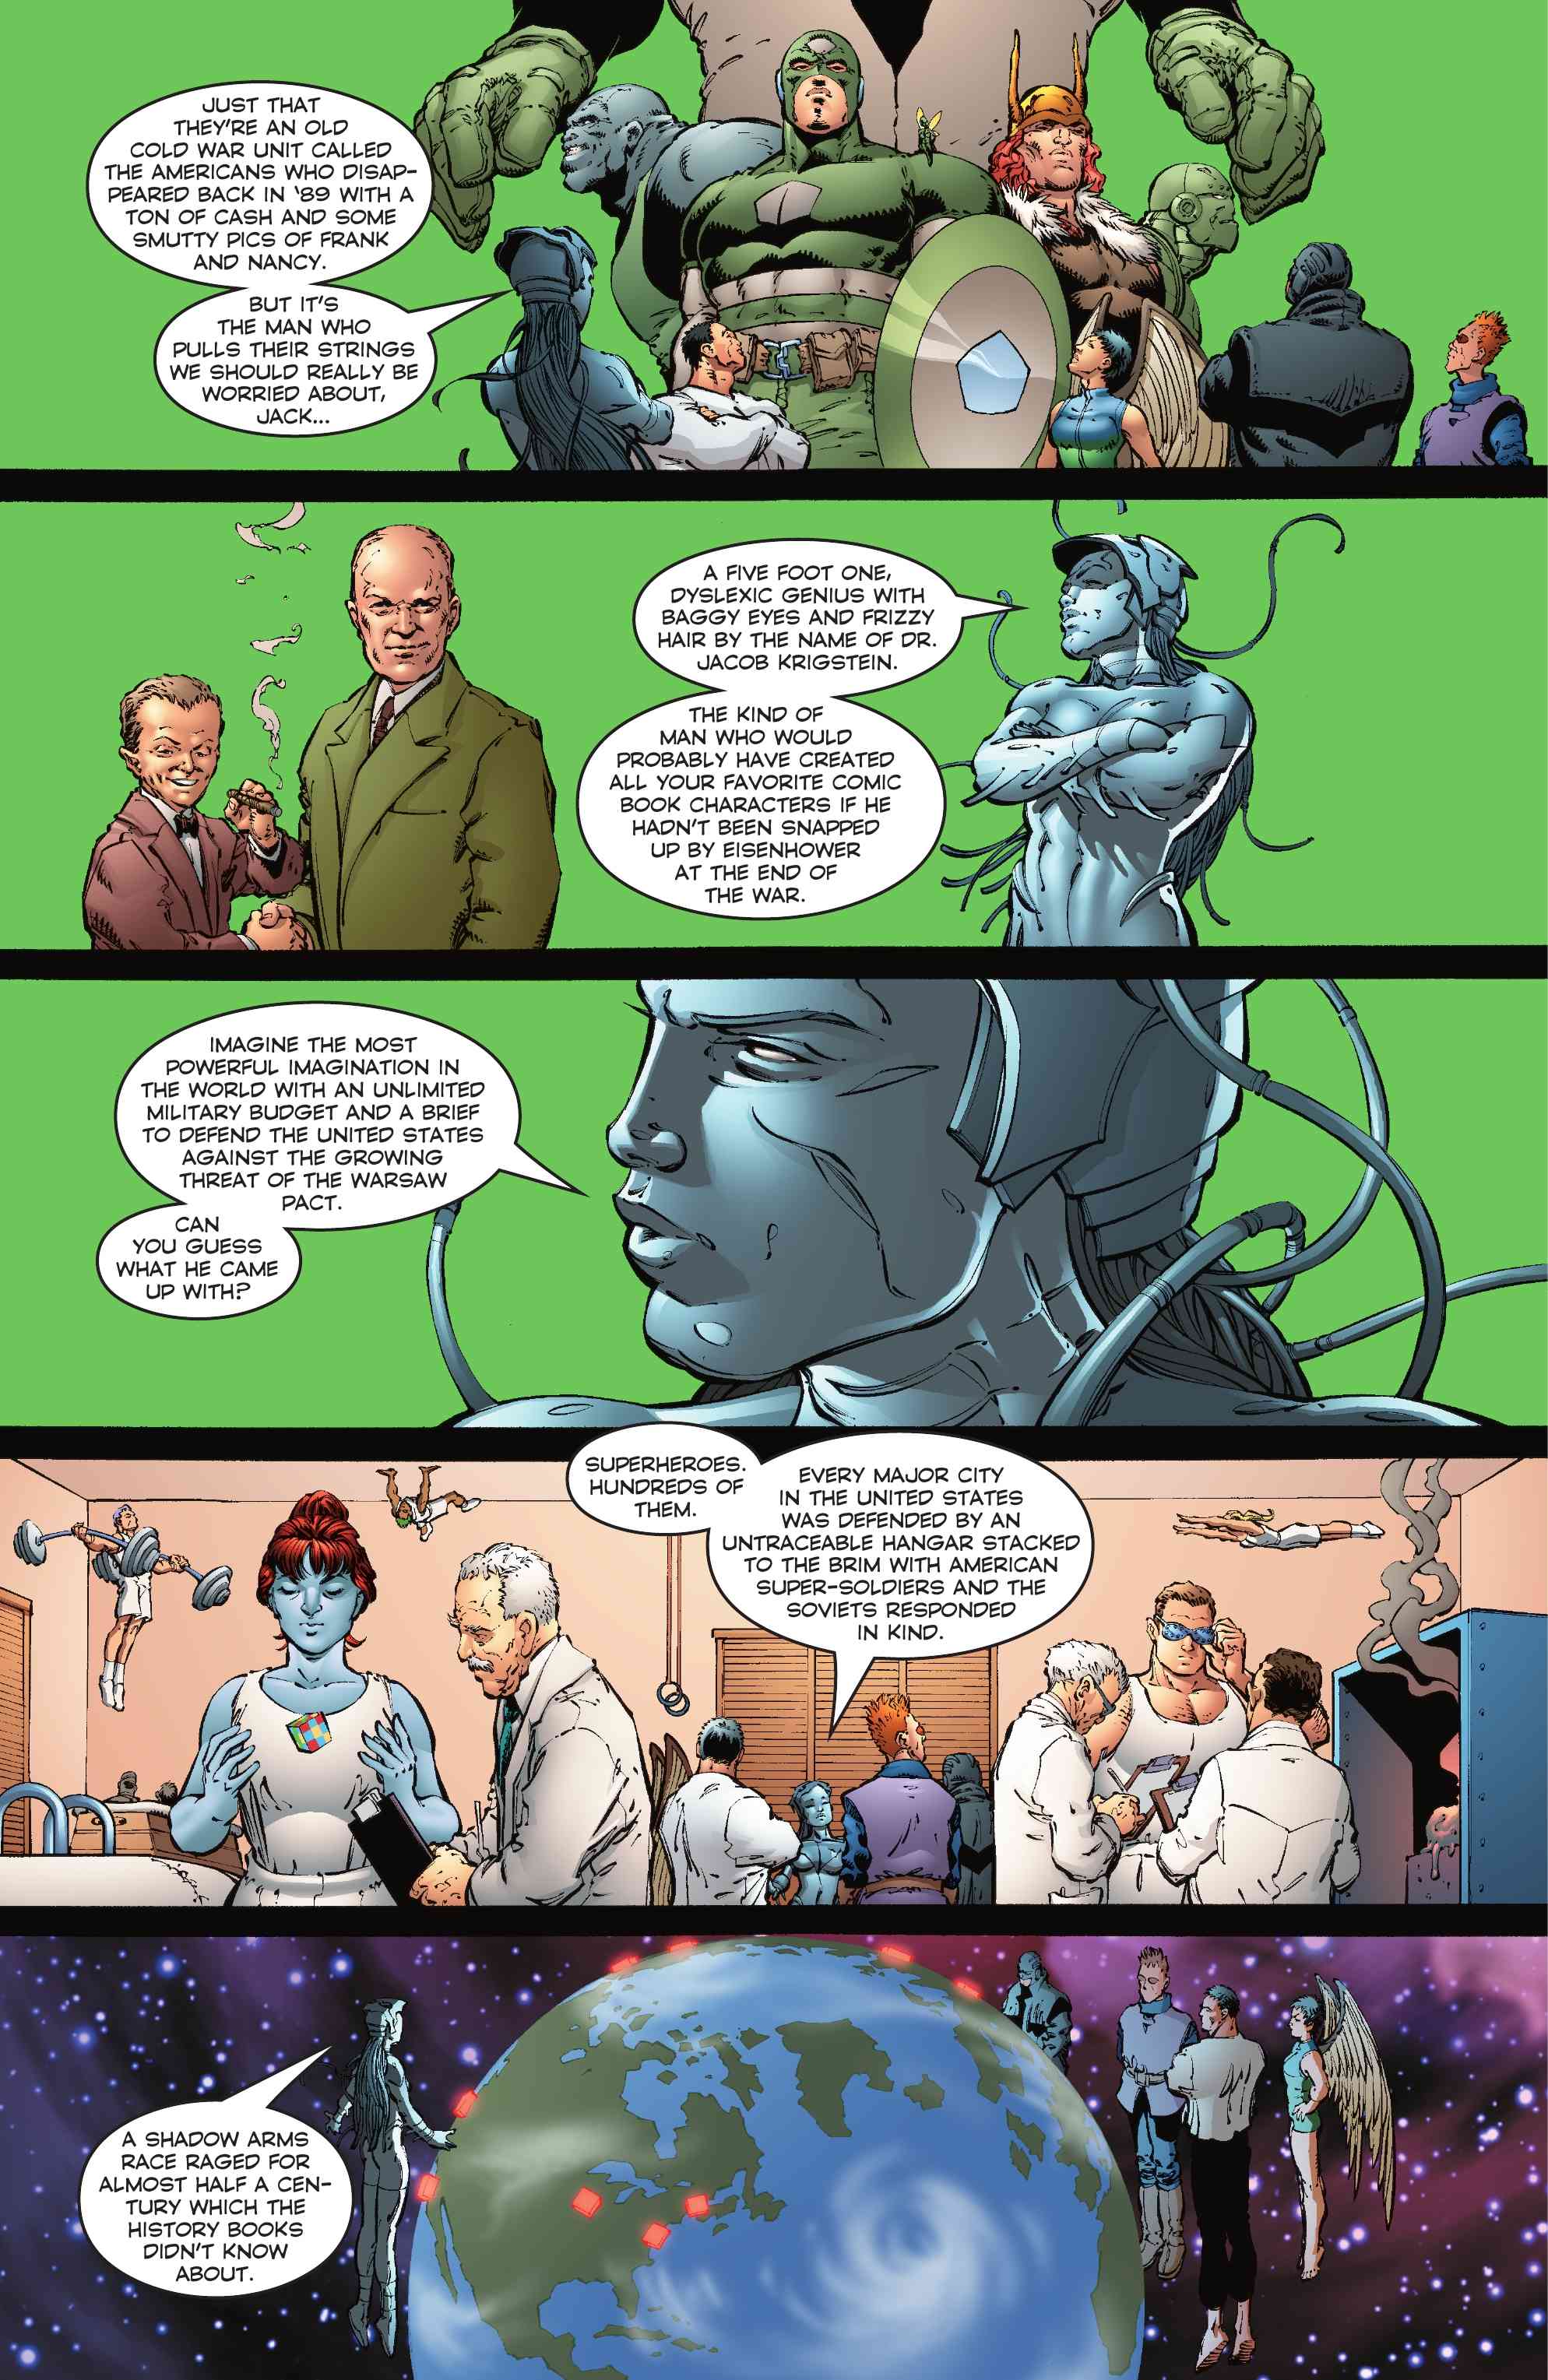 JUST THAT
THEY'RE AN OLD
COLD WAR UNIT CALLED
THE AMERICANS WHO DISAP-
PEARED BACK IN '89 WITH A
TON OF CASH AND SOME
SMUTTY PICS OF FRANK
AND NANCY.
BUT IT'S
THE MAN WHO
PULLS THEIR STRINGS
WE SHOULD REALLY BE
WORRIED ABOUT,
JACK...
A FIVE FOOT ONE,
DYSLEXIC GENIUS WITH
BAGGY EYES AND FRIZZY
HAIR BY THE NAME OF DR.
JACOB KRIGSTEIN.
THE KIND OF
MAN WHO WOULD
PROBABLY HAVE CREATED
ALL YOUR FAVORITE COMIC
BOOK CHARACTERS IF HE
HADN'T BEEN SNAPPED
UP BY EISENHOWER
AT THE END OF
THE WAR.
IMAGINE THE MOST
POWERFUL IMAGINATION IN
THE WORLD WITH AN UNLIMITED
MILITARY BUDGET AND A BRIEF
TO DEFEND THE UNITED STATES
AGAINST THE GROWING
THREAT OF THE WARSAW
PACT.
CAN
YOU GUESS
WHAT HE CAME
UP WITH?
SUPERHEROES.
HUNDREDS OF
THEM.
EVERY MAJOR CITY
IN THE UNITED STATES
WAS DEFENDED BY AN
UNTRACEABLE HANGAR STACKED
TO THE BRIM WITH AMERICAN
SUPER-SOLDIERS AND THE
SOVIETS RESPONDED
IN KIND.
A SHADOW ARMS
RACE RAGED FOR
ALMOST HALF A CEN-
TURY WHICH THE
HISTORY BOOKS
DIDN'T KNOW
ABOUT.